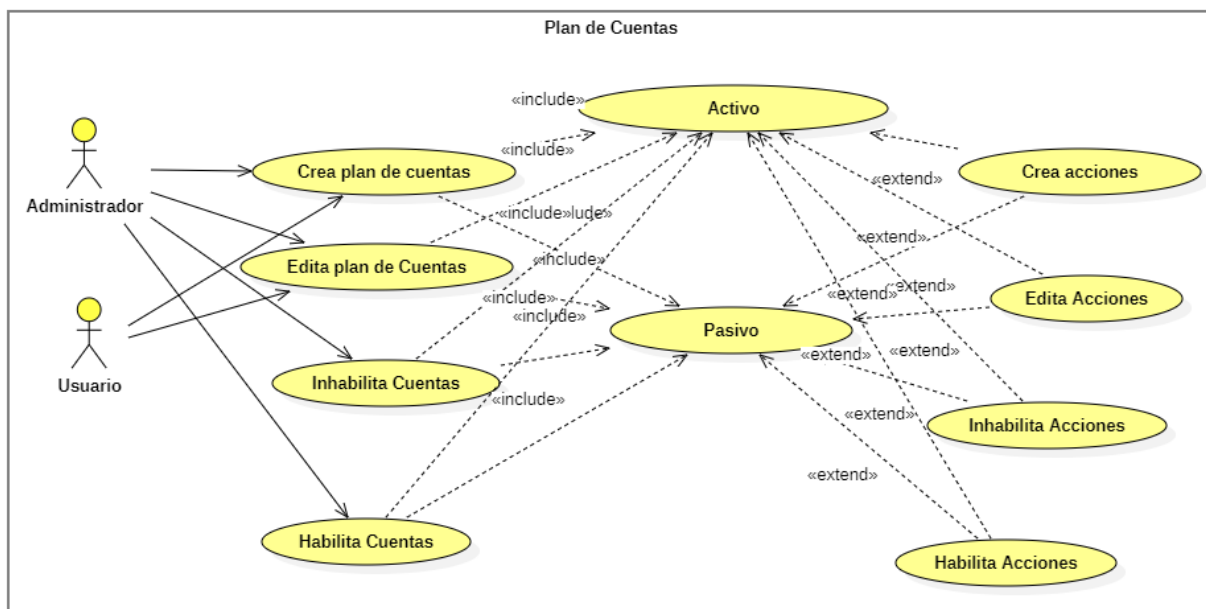 Plan de Cuentas
«include»
Activo
«include»
Crea plan de cuentas
Crea acciones
«extend»
Administrador
«include»
lude»
«extend»
«include»
Edita plan de Cuentas
«extend»
«include»
Edita Acciones
«include»
«extend»
Pasivo
Usuario
«extend»
«extend»
Inhabilita Cuentas
«include»
«extend»
Inhabilita Acciones
«extend»
Habilita Cuentas
Habilita Acciones